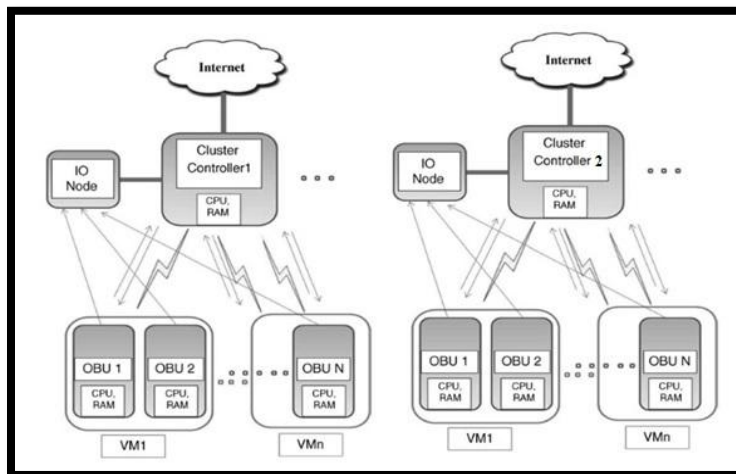 Internet
IO
Node
Cluster
Controller1
CPU,
RAM
OBU 1
CPU,
RAM
OBU 2
CPU,
RAM
OBU N
CPU,
RAM
VM1
VMn
Internet
IO
Node
Cluster
Controller 2
CPU,
RAM
OBU 1
CPU,
RAM
OBU 2
CPU,
RAM
OBU N
CPU,
RAM
VM1
VMn